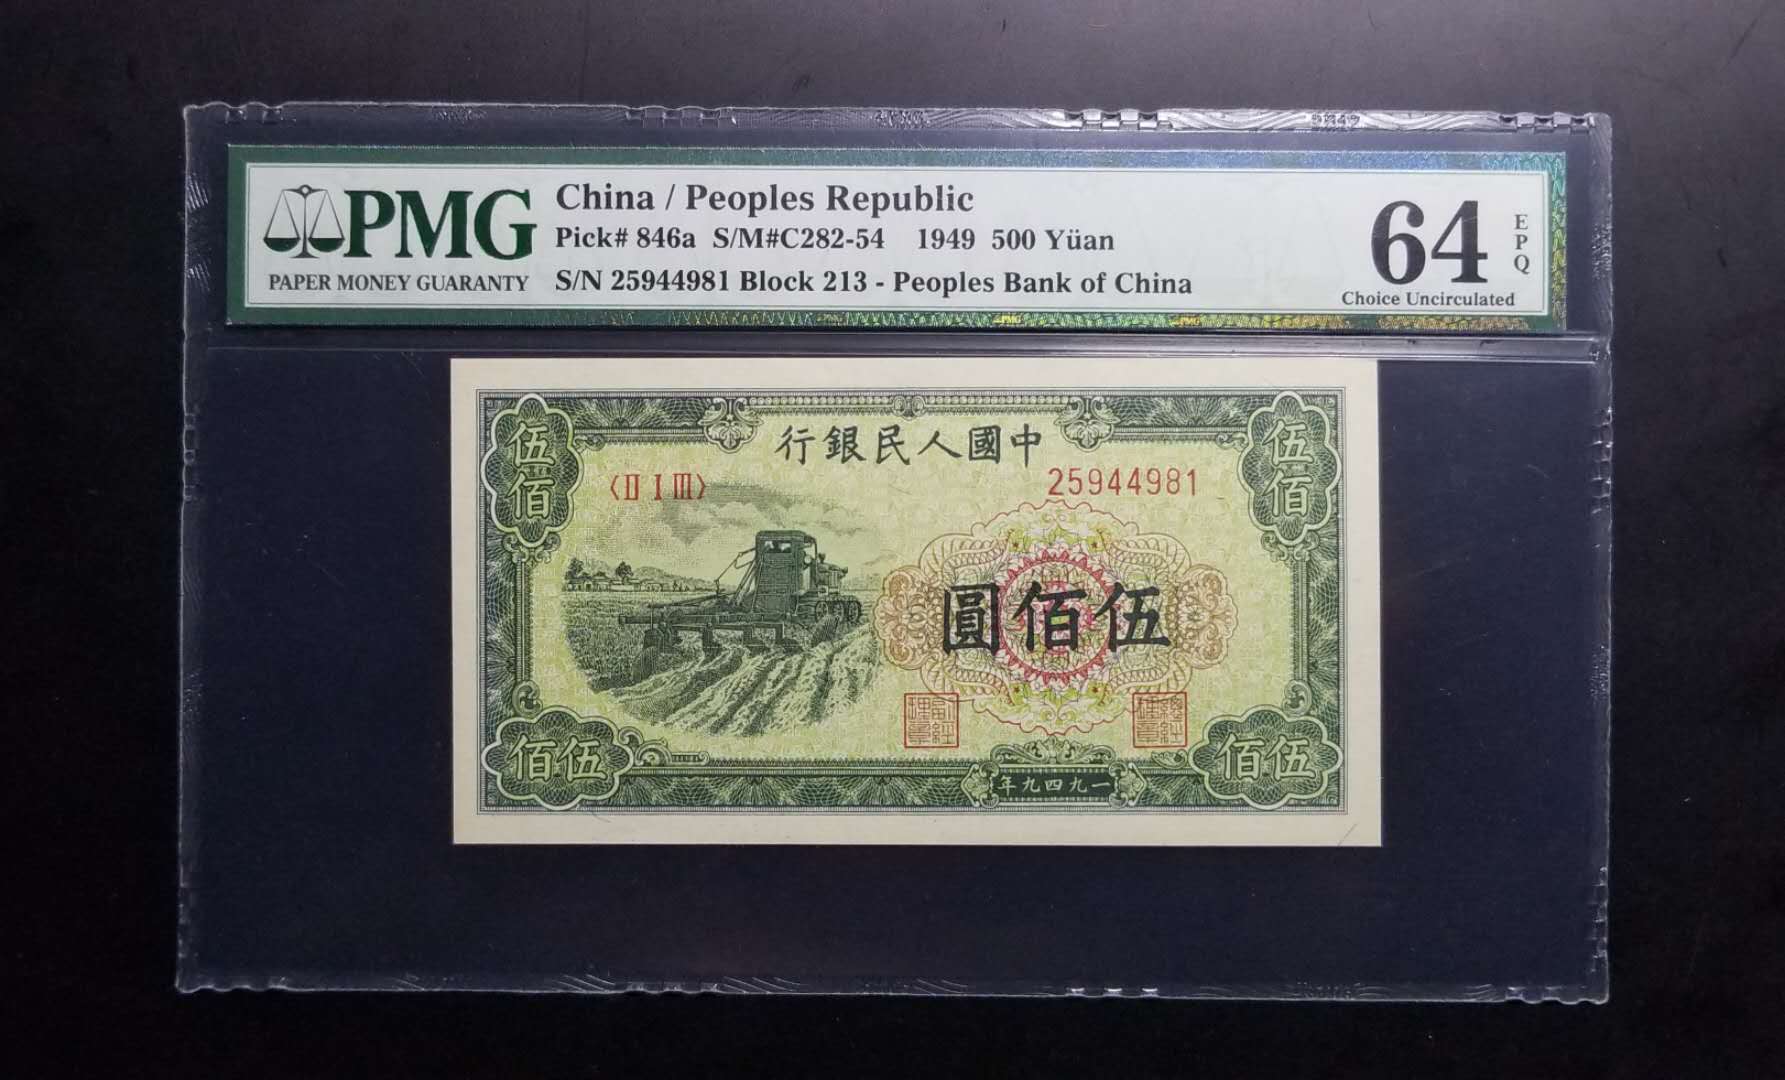 PMG
PAPER MONEY GUARANTY
China / Peoples Republic
Pick# 846a S/M#C282-54 1949 500 Yüan
S/N 25944981 Block 213 - Peoples Bank of China
64
EPQ
Choice Uncirculated
行銀民人國中
伍佰
伍佰
〈II I III〉
25944981
圓佰伍
佰伍
佰伍
年九四九一